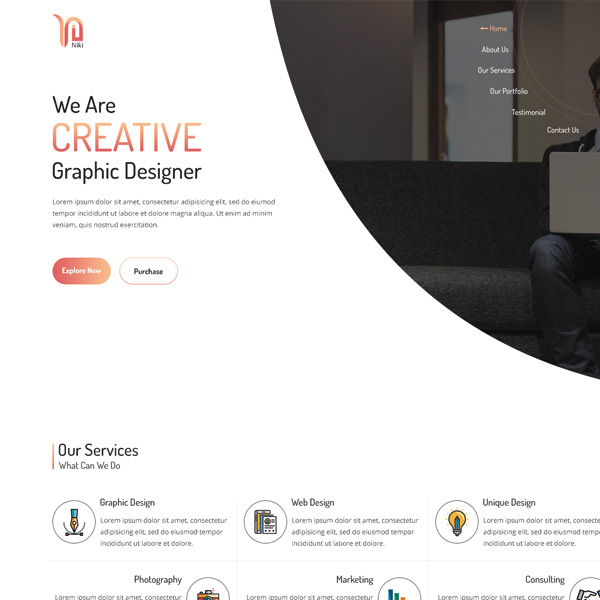 Niki
Home
About Us
Our Services
Our Portfolio
Testimonial
Contact Us
We Are
CREATIVE
Graphic Designer
Lorem ipsum dolor sit amet, consectetur adipisicing elit, sed do eiusmod
tempor incididunt ut labore et dolore magna aliqua. Ut enim ad minim
veniam, quis nostrud exercitation.
Explore Now
Purchase
Our Services
What Can We Do
Graphic Design
Lorem ipsum dolor sit amet, consectetur
adipisicing elit, sed do eiusmod tempor
incididunt ut labore et dolore.
Web Design
Lorem ipsum dolor sit amet, consectetur
adipisicing elit, sed do eiusmod tempor
incididunt ut labore et dolore.
Unique Design
Lorem ipsum dolor sit amet, conse
adipisicing elit, sed do eiusmod
incididunt ut labore et dolore.
Photography
Lorem ipsum dolor sit amet, consectetur
Marketing
Lorem ipsum dolor sit amet, consectetur
Consulting
Lorem ipsum dolor sit amet, consectetur